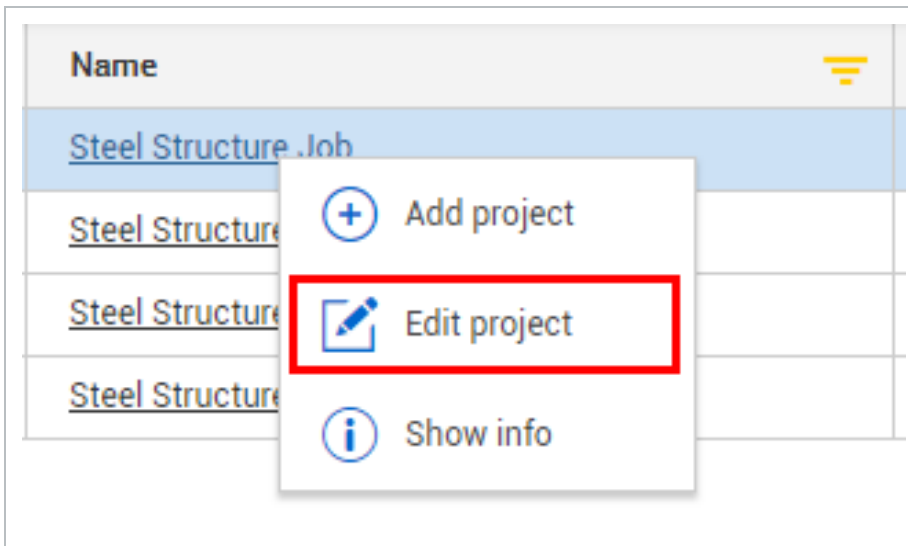 Name
Steel Structure Job
Add project
Steel Structure
Edit project
Steel Structure
Steel Structure
Show info